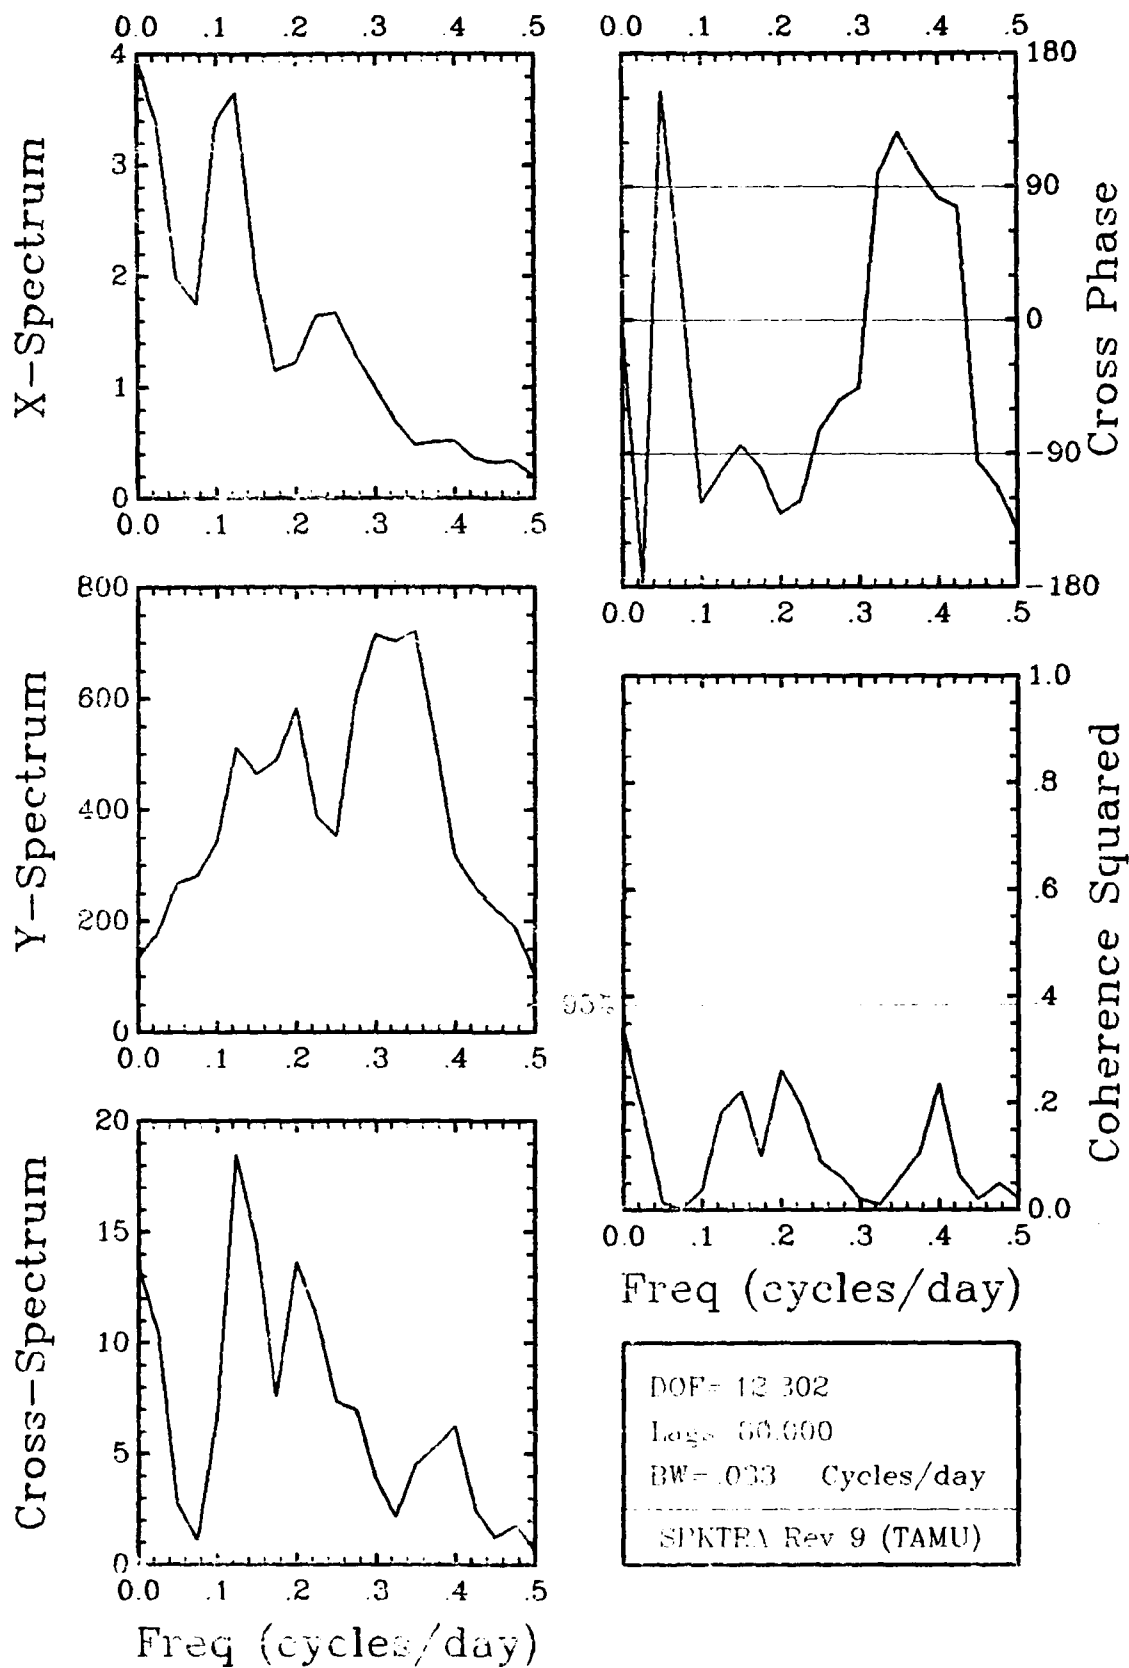 0.0 .1 .2 .3 .4 .5
4
3
2
1
0
X-Spectrum
0.0 .1 .2 .3 .4 .5
800
600
400
200
0
Y-Spectrum
0.0 .1 .2 .3 .4 .5
20
15
10
5
0
Cross-Spectrum
0.0 .1 .2 .3 .4 .5
Freq (cycles/day)
0.0 .1 .2 .3 .4 .5
180
90
0
-90
-180
Cross Phase
0.0 .1 .2 .3 .4 .5
1.0
.8
.6
.4
.2
0.0
95%
Coherence Squared
0.0 .1 .2 .3 .4 .5
Freq (cycles/day)
DOF= 12.302
Lags
BW= .033 Cycles/day
SPKTRA Rev 9 (TAMU)